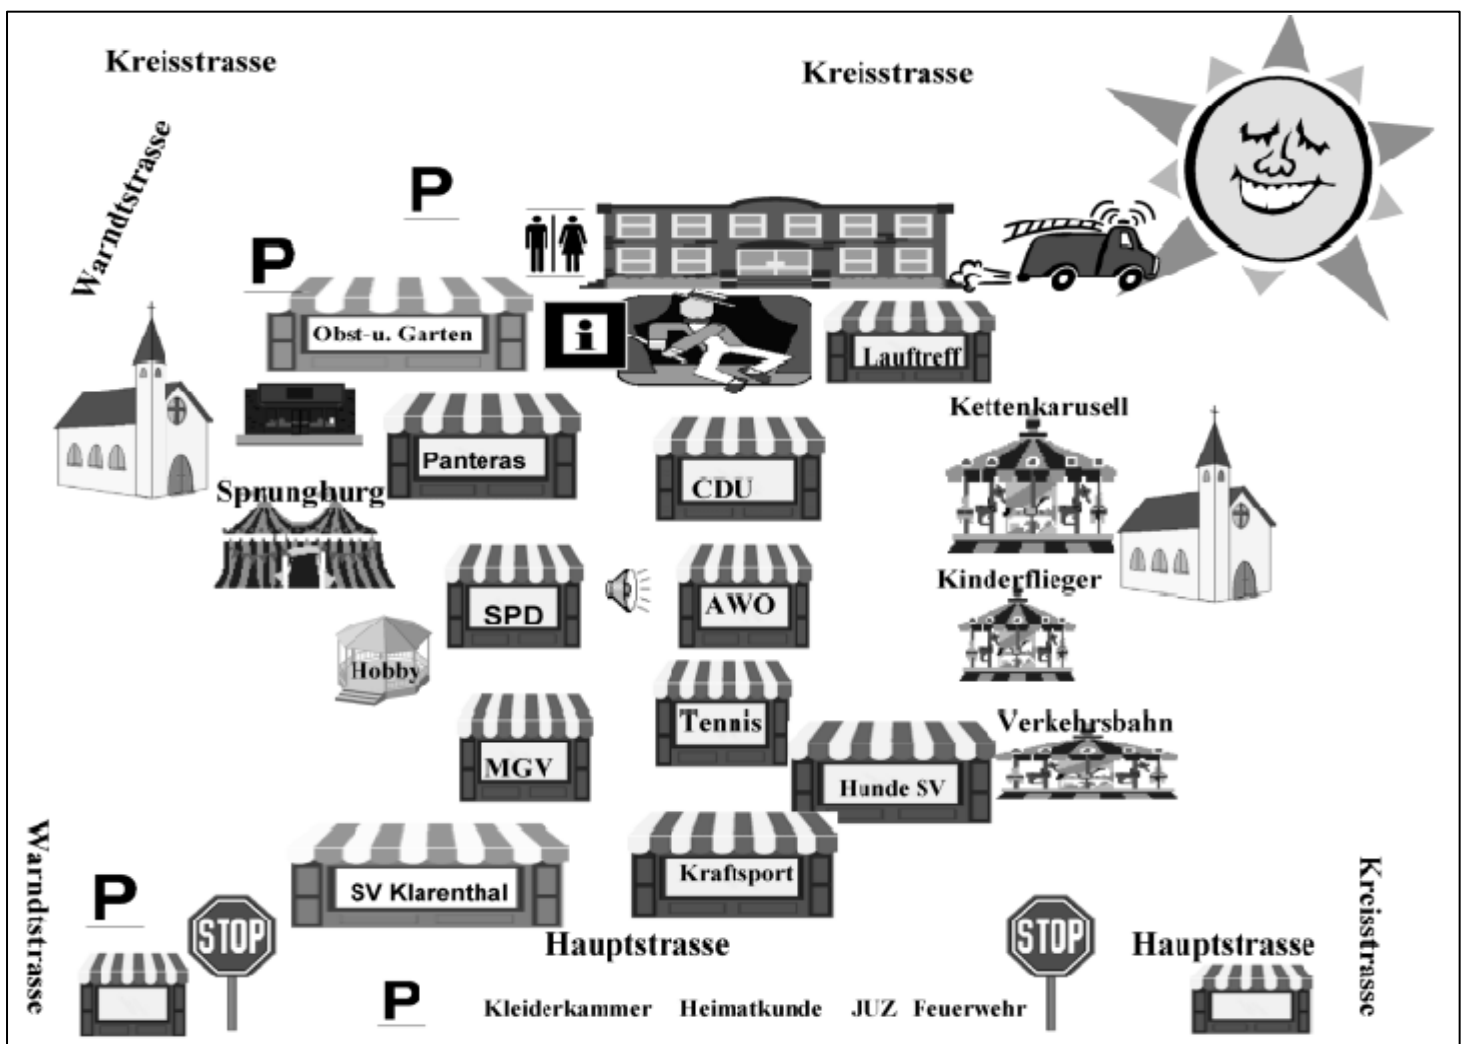 Kreisstrasse
Kreisstrasse
Warndtstrasse
P
P
Obst-u. Garten
i
Lauftreff
Kettenkarusell
Panteras
CDU
Sprungburg
Kinderflieger
SPD
AWO
Hobby
Tennis
Verkehrsbahn
MGV
Hunde SV
Kraftsport
SV Klarenthal
Warndtstrasse
P
STOP
STOP
Kreisstrasse
Hauptstrasse
Hauptstrasse
P
Kleiderkammer Heimatkunde JUZ Feuerwehr